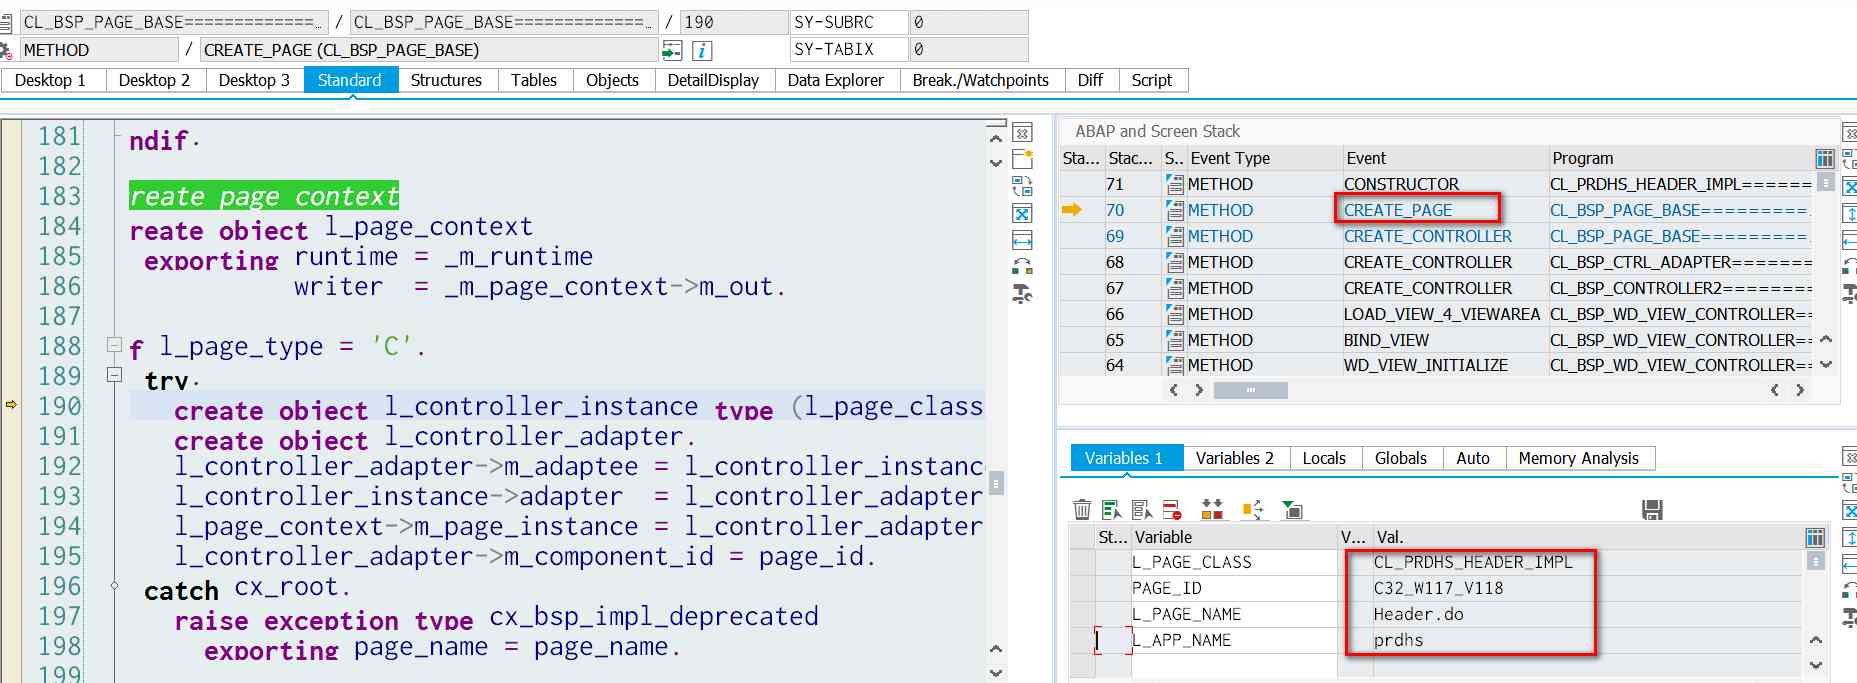 CL_BSP_PAGE_BASE=============… / CL_BSP_PAGE_BASE=============… / 190 SY-SUBRC 0
METHOD / CREATE_PAGE (CL_BSP_PAGE_BASE) SY-TABIX 0
Desktop 1 Desktop 2 Desktop 3 Standard Structures Tables Objects DetailDisplay Data Explorer Break./Watchpoints Diff Script
181 ndif.
182
183 reate page context
184 reate object l_page_context
185 exporting runtime = _m_runtime
186 writer = _m_page_context->m_out.
187
188 f l_page_type = 'C'.
189 try.
190 create object l_controller_instance type (l_page_class
191 create object l_controller_adapter.
192 l_controller_adapter->m_adaptee = l_controller_instanc
193 l_controller_instance->adapter = l_controller_adapter
194 l_page_context->m_page_instance = l_controller_adapter
195 l_controller_adapter->m_component_id = page_id.
196 catch cx_root.
197 raise exception type cx_bsp_impl_deprecated
198 exporting page_name = page_name.
199
ABAP and Screen Stack
Sta... Stac... S.. Event Type Event Program
71 METHOD CONSTRUCTOR CL_PRDHS_HEADER_IMPL=======
70 METHOD CREATE_PAGE CL_BSP_PAGE_BASE=========.
69 METHOD CREATE_CONTROLLER CL_BSP_PAGE_BASE=========.
68 METHOD CREATE_CONTROLLER CL_BSP_CTRL_ADAPTER=======
67 METHOD CREATE_CONTROLLER CL_BSP_CONTROLLER2========
66 METHOD LOAD_VIEW_4_VIEWAREA CL_BSP_WD_VIEW_CONTROLLER==
65 METHOD BIND_VIEW CL_BSP_WD_VIEW_CONTROLLER==
64 METHOD WD_VIEW_INITIALIZE CL_BSP_WD_VIEW_CONTROLLER==
Variables 1 Variables 2 Locals Globals Auto Memory Analysis
St... Variable V... Val.
L_PAGE_CLASS CL_PRDHS_HEADER_IMPL
PAGE_ID C32_W117_V118
L_PAGE_NAME Header.do
L_APP_NAME prdhs